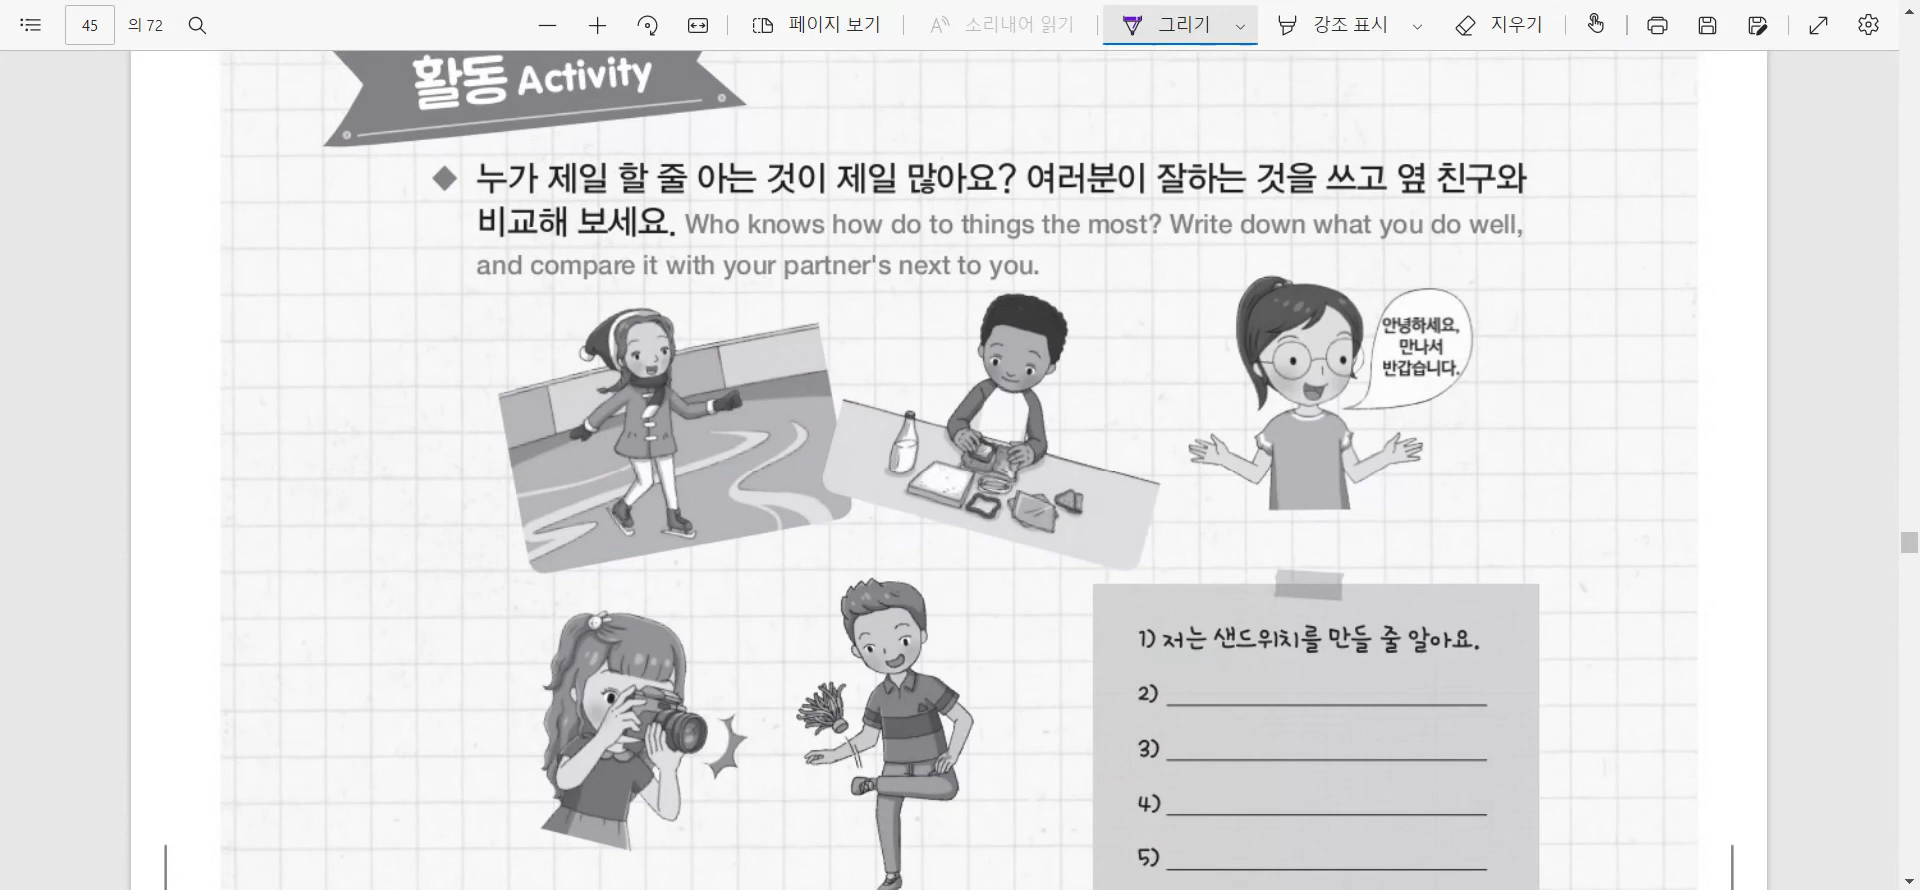 45 의 72 페이지 보기 소리내어 읽기 그리기 강조 표시 지우기
활동 Activity
누가 제일 할 줄 아는 것이 제일 많아요? 여러분이 잘하는 것을 쓰고 옆 친구와
비교해 보세요. Who knows how do to things the most? Write down what you do well,
and compare it with your partner's next to you.
안녕하세요,
만나서
반갑습니다.
1) 저는 샌드위치를 만들 줄 알아요.
2)
3)
4)
5)